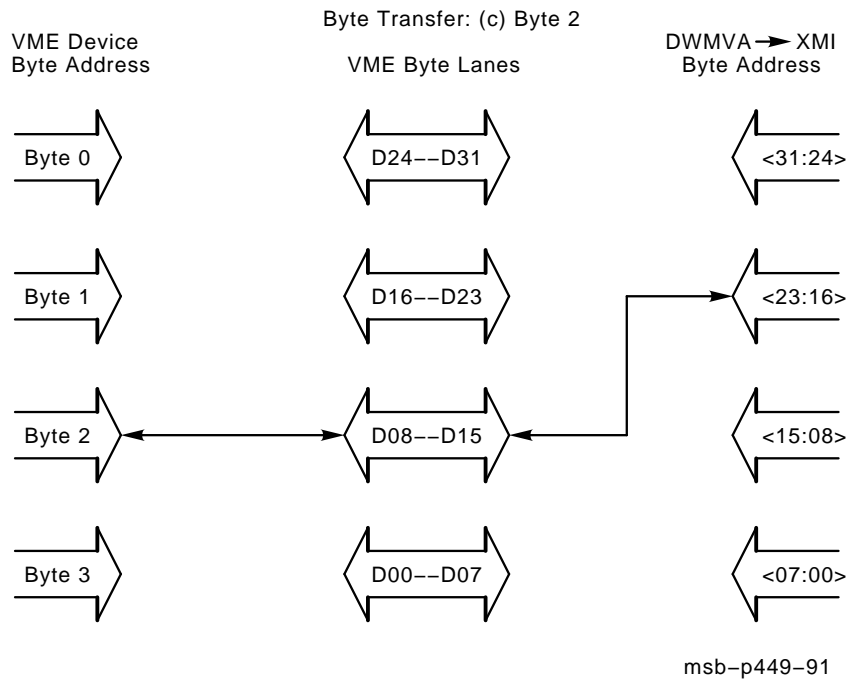 Byte Transfer: (c) Byte 2
VME Device
Byte Address
VME Byte Lanes
DWMVA XMI
Byte Address
Byte 0
D24--D31
<31:24>
Byte 1
D16--D23
<23:16>
Byte 2
D08--D15
<15:08>
Byte 3
D00--D07
<07:00>
msb-p449-91